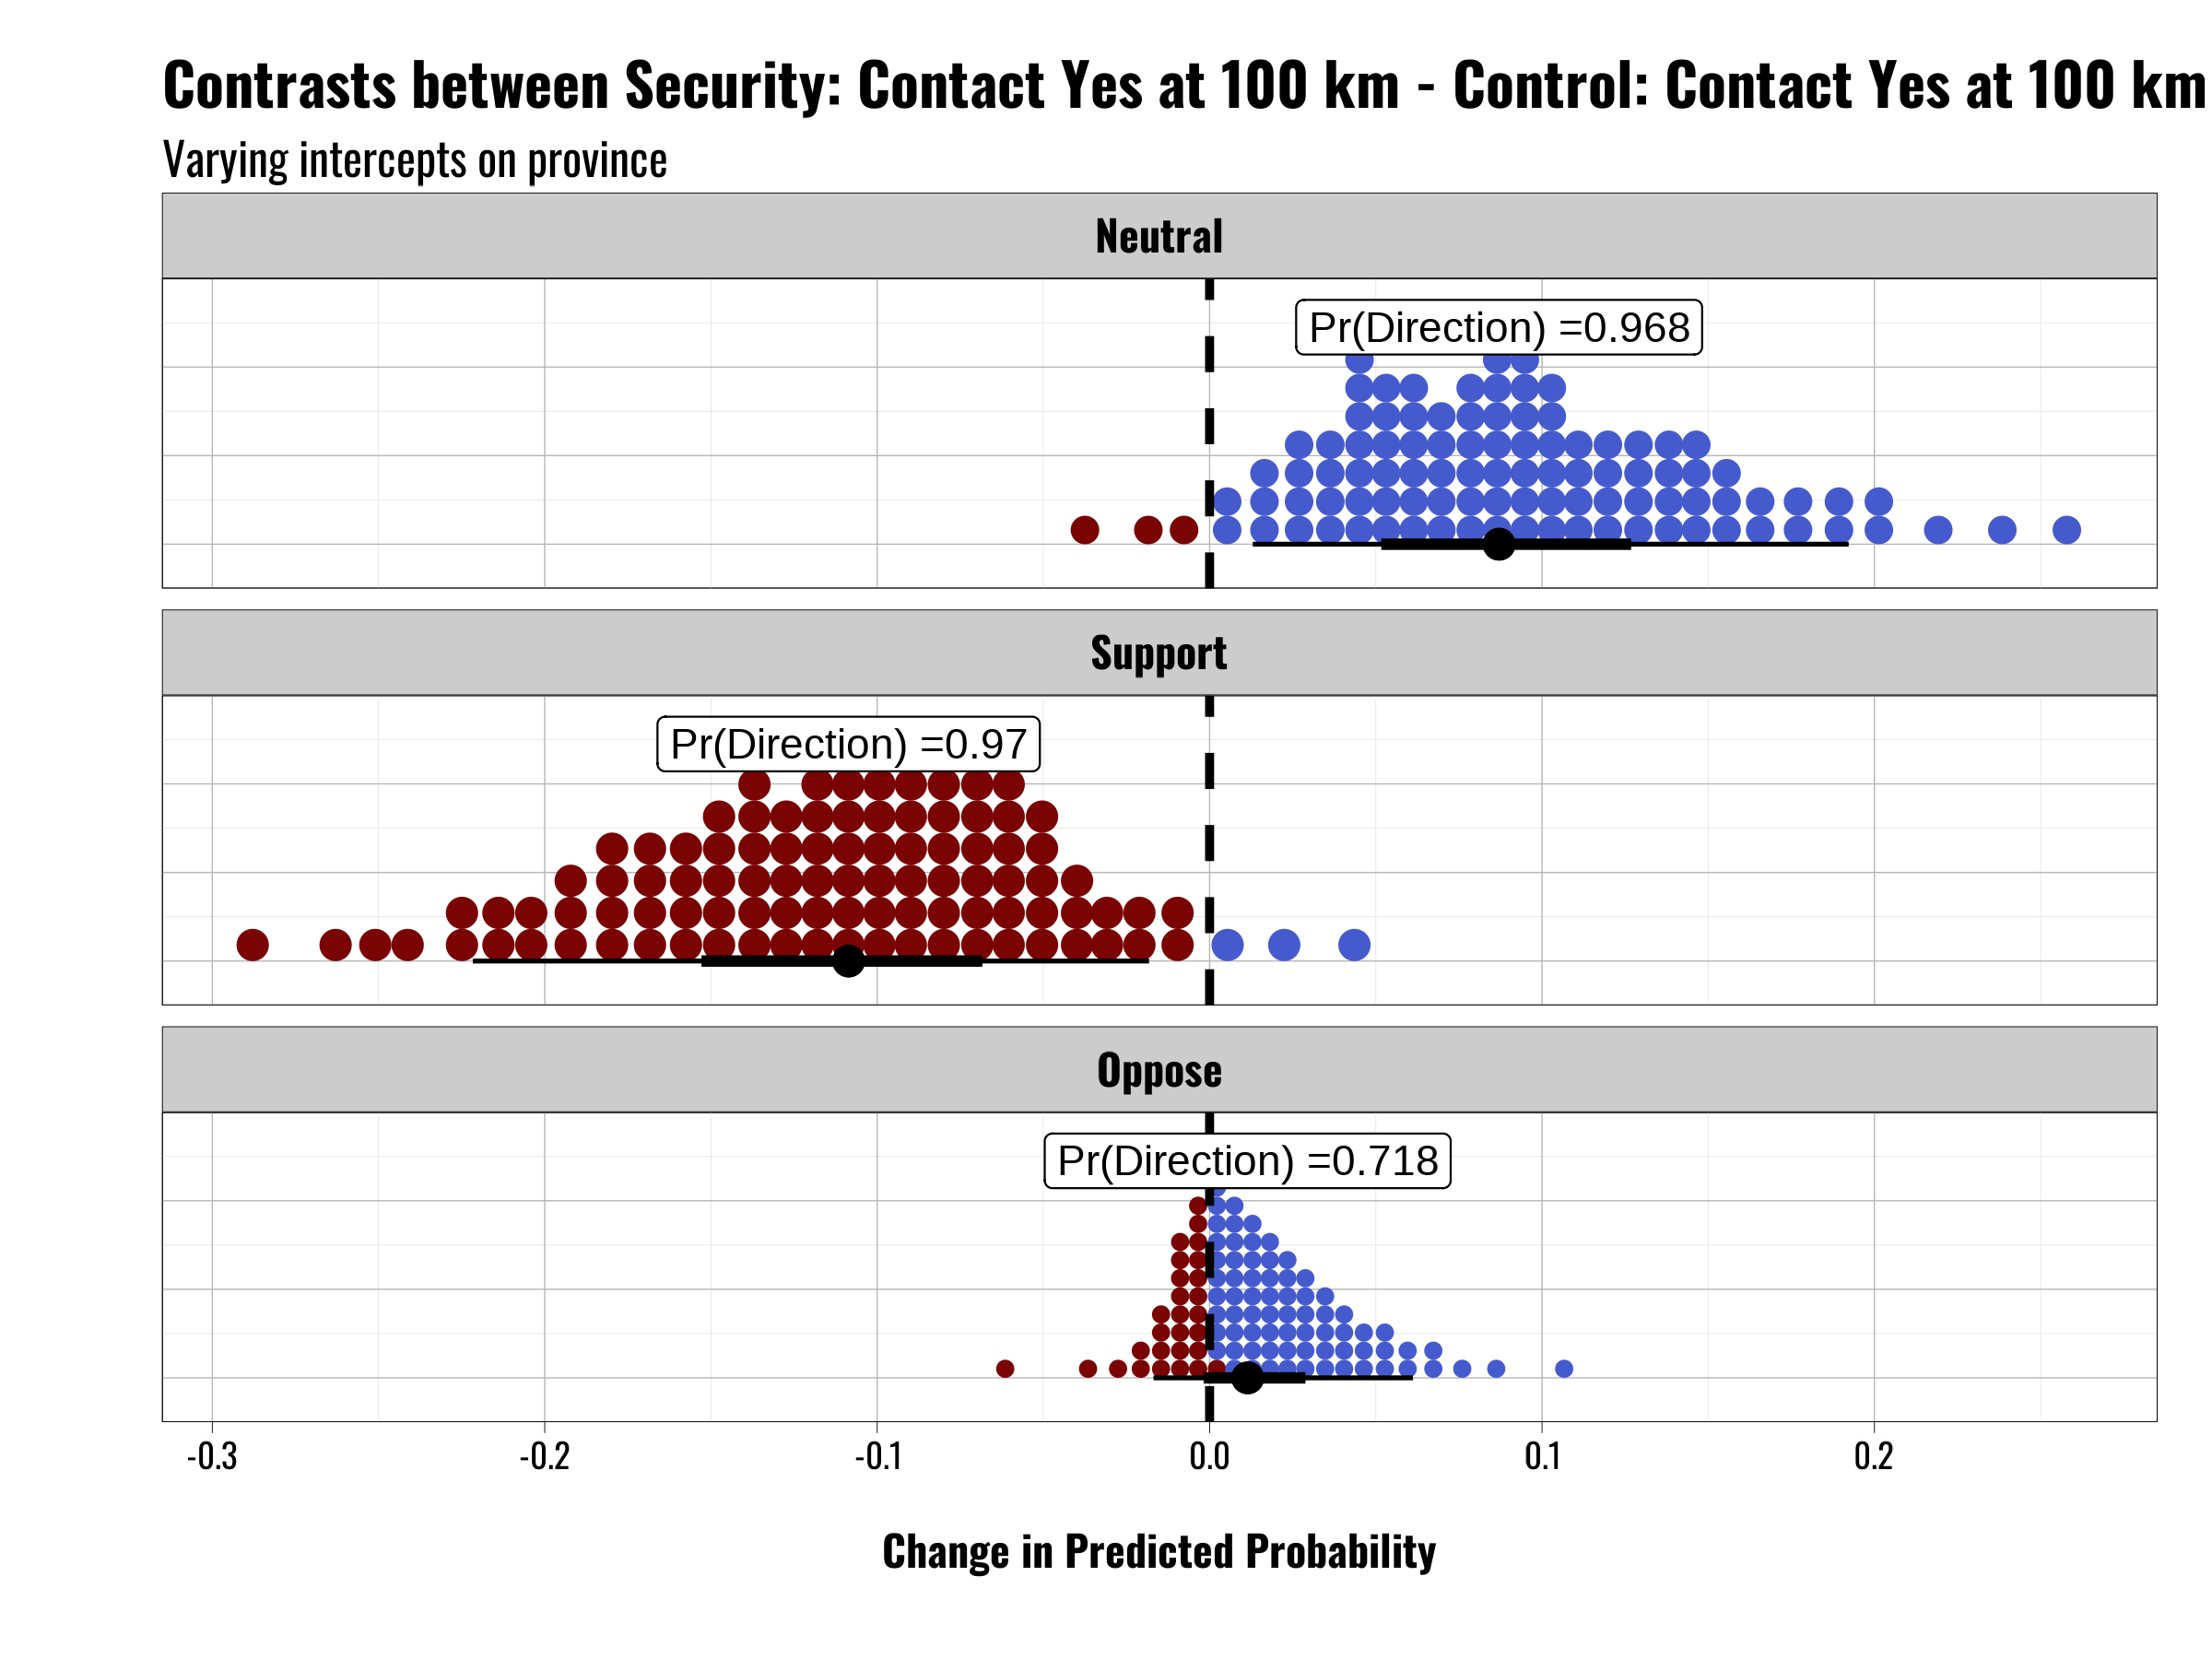 Contrasts between Security: Contact Yes at 100 km - Control: Contact Yes at 100 km
Varying intercepts on province
Neutral
Pr(Direction) =0.968
Support
Pr(Direction) =0.97
Oppose
Pr(Direction) =0.718
-0.3 -0.2 -0.1 0.0 0.1 0.2
Change in Predicted Probability